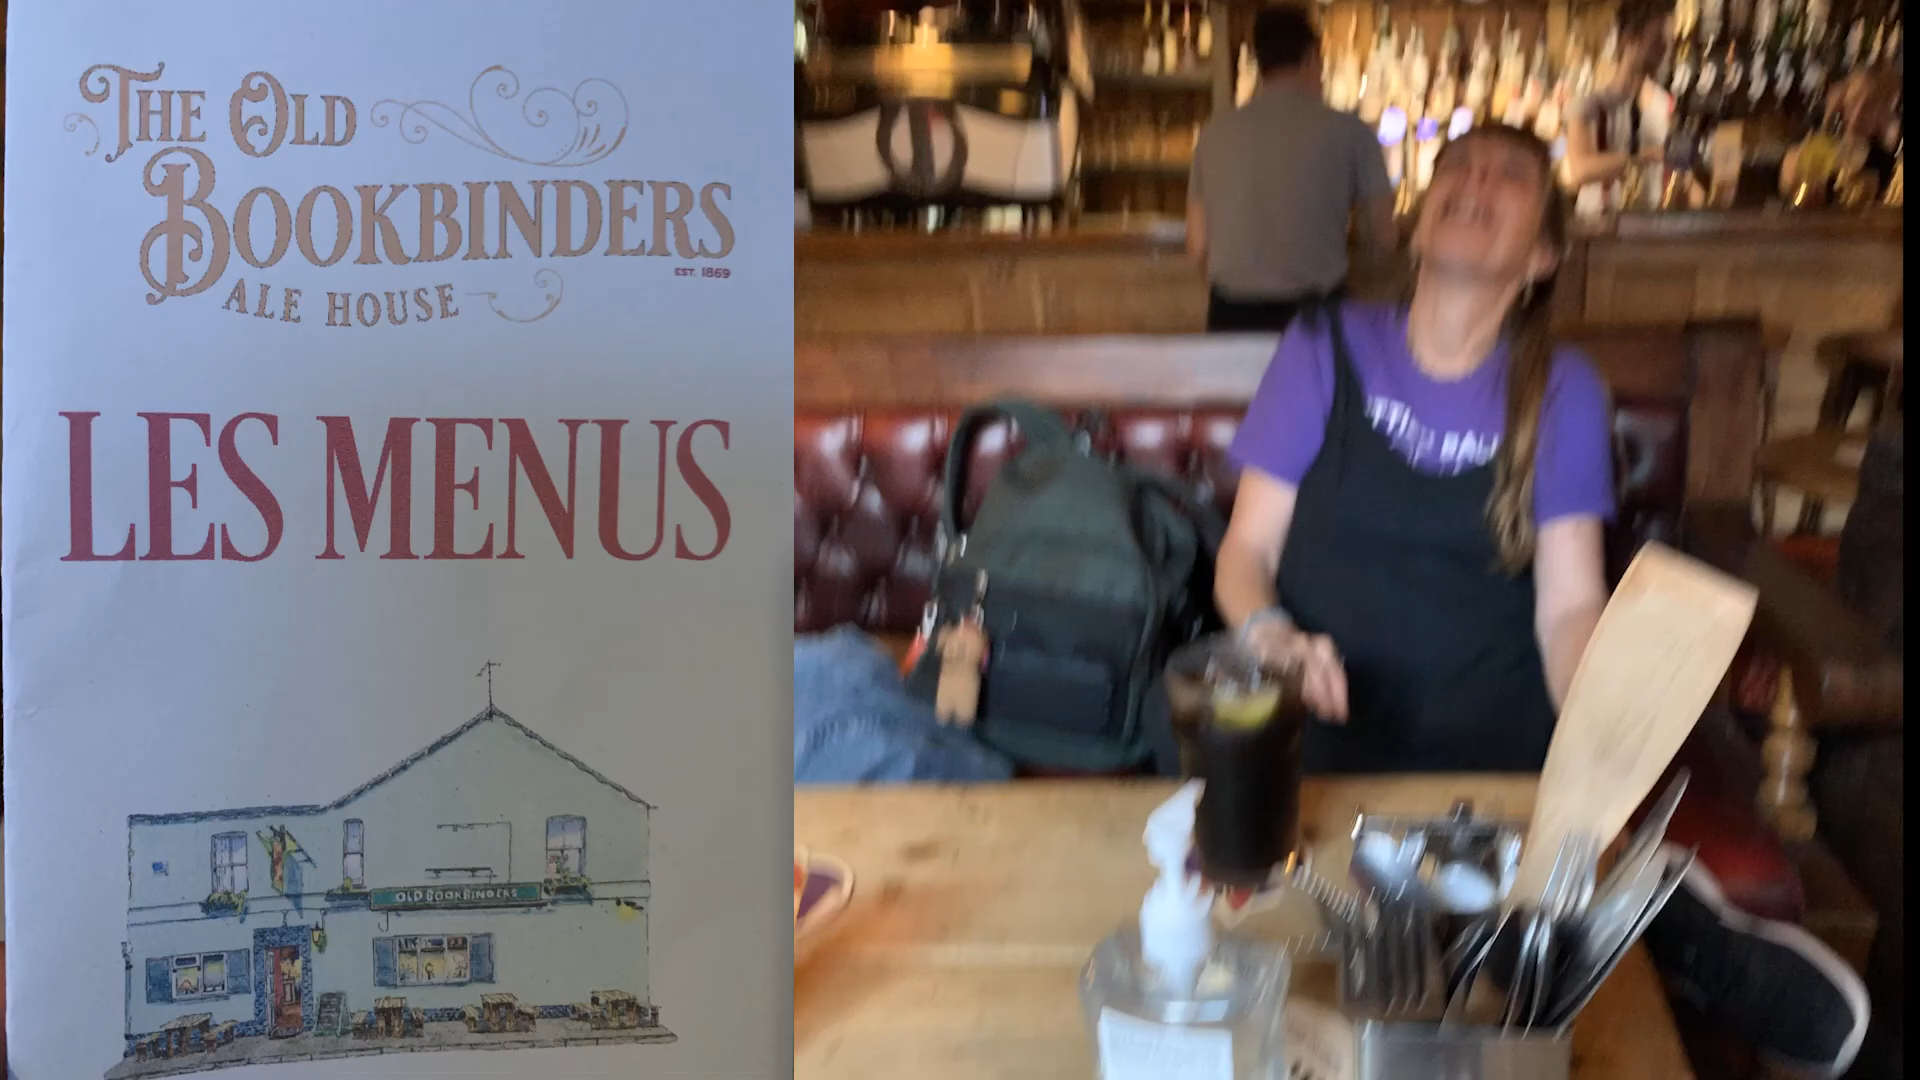 THE OLD
BOOKBINDERS
EST. 1869
ALE HOUSE
LES MENUS
OLD BOOKBINDERS